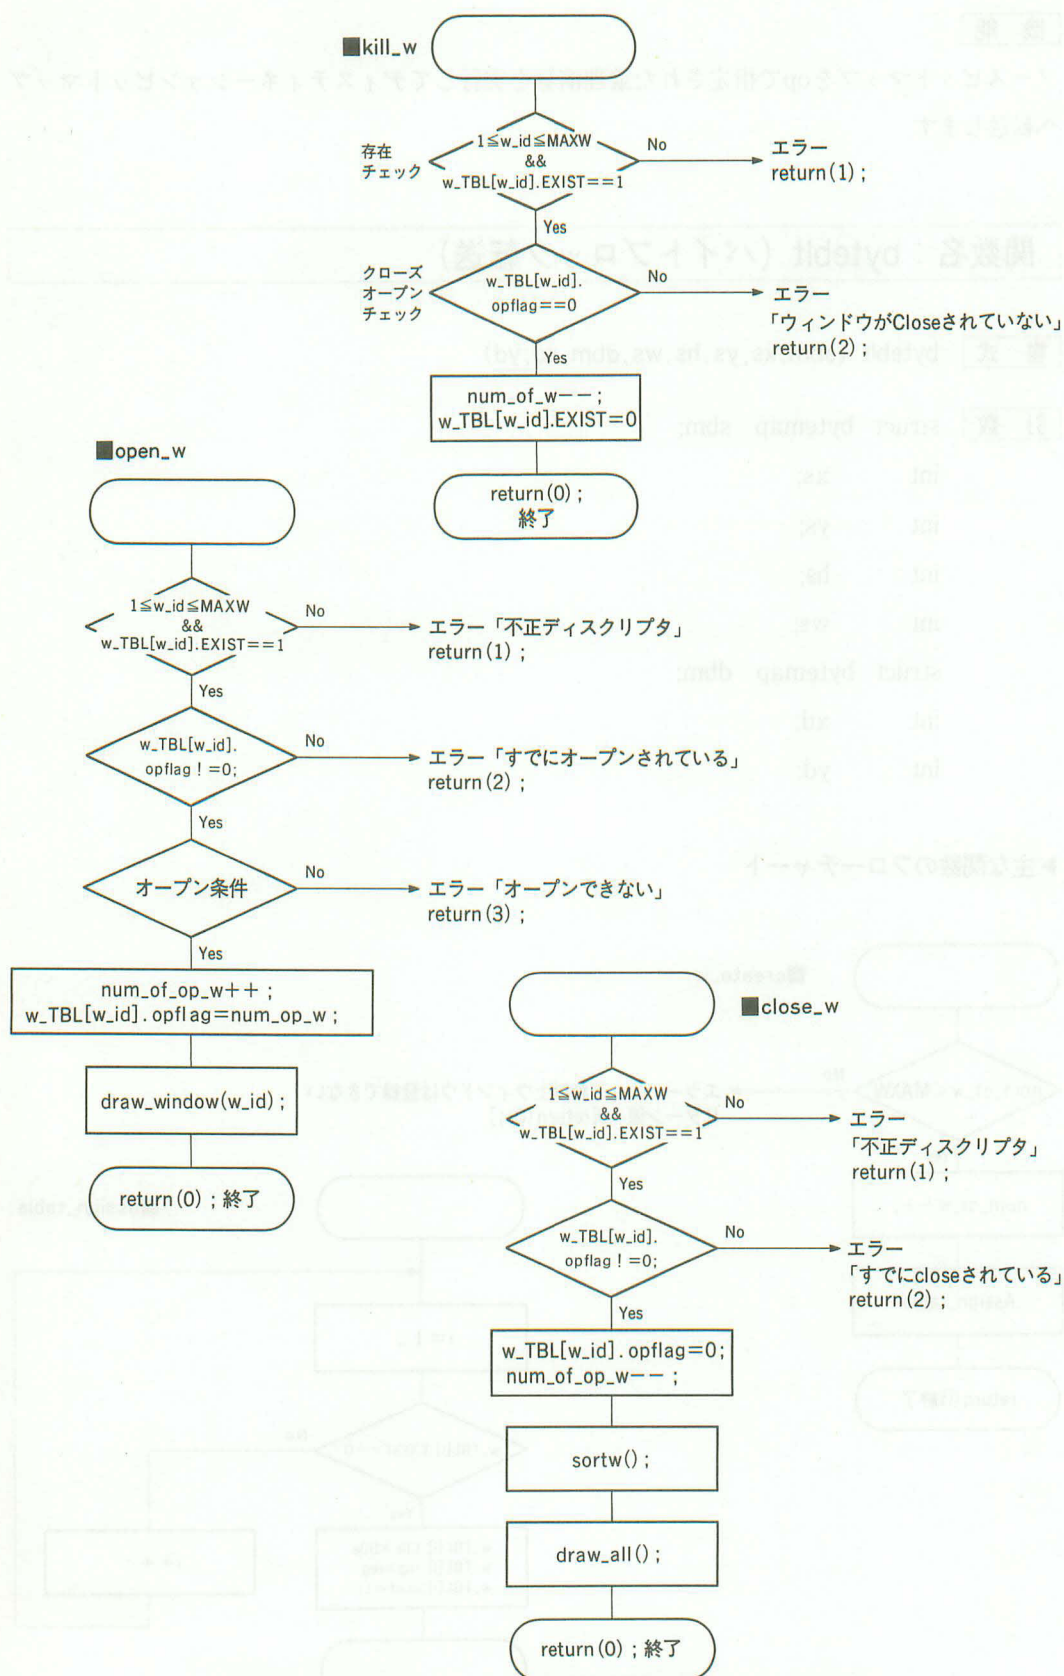 ■kill_w
存在
チェック
1≦w_id≦MAXW
&&
w_TBL[w_id].EXIST==1
No
エラー
return(1);
Yes
クローズ
オープン
チェック
w_TBL[w_id].
opflag==0
No
エラー
「ウィンドウがCloseされていない」
return(2);
Yes
num_of_w−−;
w_TBL[w_id].EXIST=0
return(0);
終了
■open_w
1≦w_id≦MAXW
&&
w_TBL[w_id].EXIST==1
No
エラー「不正ディスクリプタ」
return(1);
Yes
w_TBL[w_id].
opflag!=0;
No
エラー「すでにオープンされている」
return(2);
Yes
オープン条件
No
エラー「オープンできない」
return(3);
Yes
num_of_op_w++;
w_TBL[w_id].opflag=num_op_w;
draw_window(w_id);
return(0);終了
■close_w
1≦w_id≦MAXW
&&
w_TBL[w_id].EXIST==1
No
エラー
「不正ディスクリプタ」
return(1);
Yes
w_TBL[w_id].
opflag!=0;
No
エラー
「すでにcloseされている」
return(2);
Yes
w_TBL[w_id].opflag=0;
num_of_op_w−−;
sortw();
draw_all();
return(0);終了